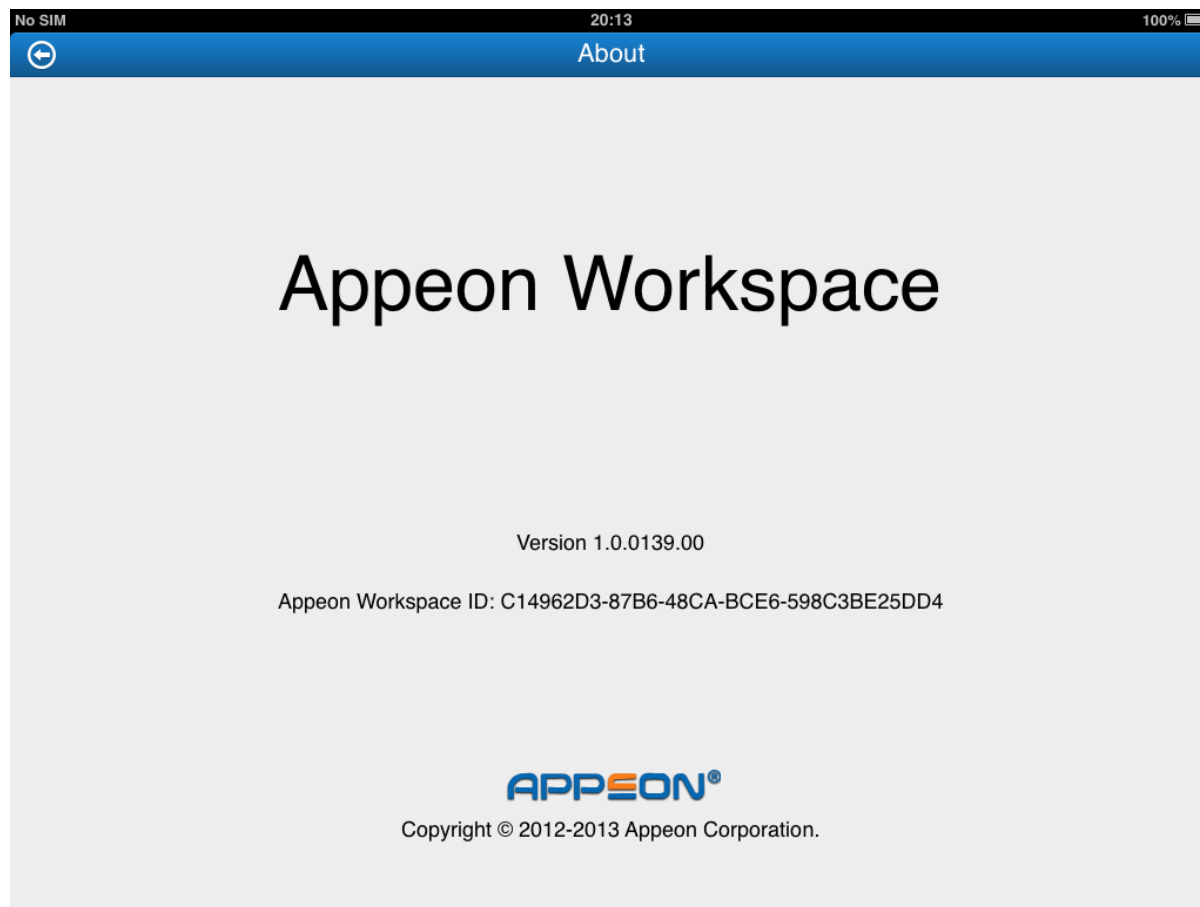 No SIM 20:13 100%
About
Appeon Workspace
Version 1.0.0139.00
Appeon Workspace ID: C14962D3-87B6-48CA-BCE6-598C3BE25DD4
APPEON®
Copyright © 2012-2013 Appeon Corporation.